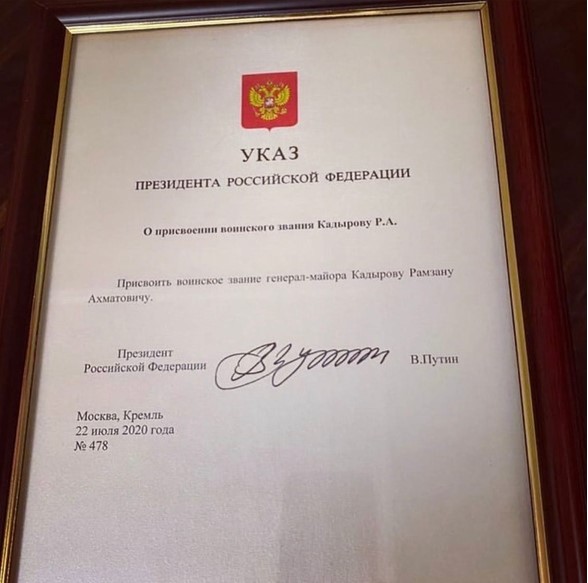 УКАЗ
ПРЕЗИДЕНТА РОССИЙСКОЙ ФЕДЕРАЦИИ
О присвоении воинского звания Кадырову Р.А.
Присвоить воинское звание генерал-майора Кадырову Рамзану
Ахматовичу.
Президент
Российской Федерации
В.Путин
Москва, Кремль
22 июля 2020 года
№ 478